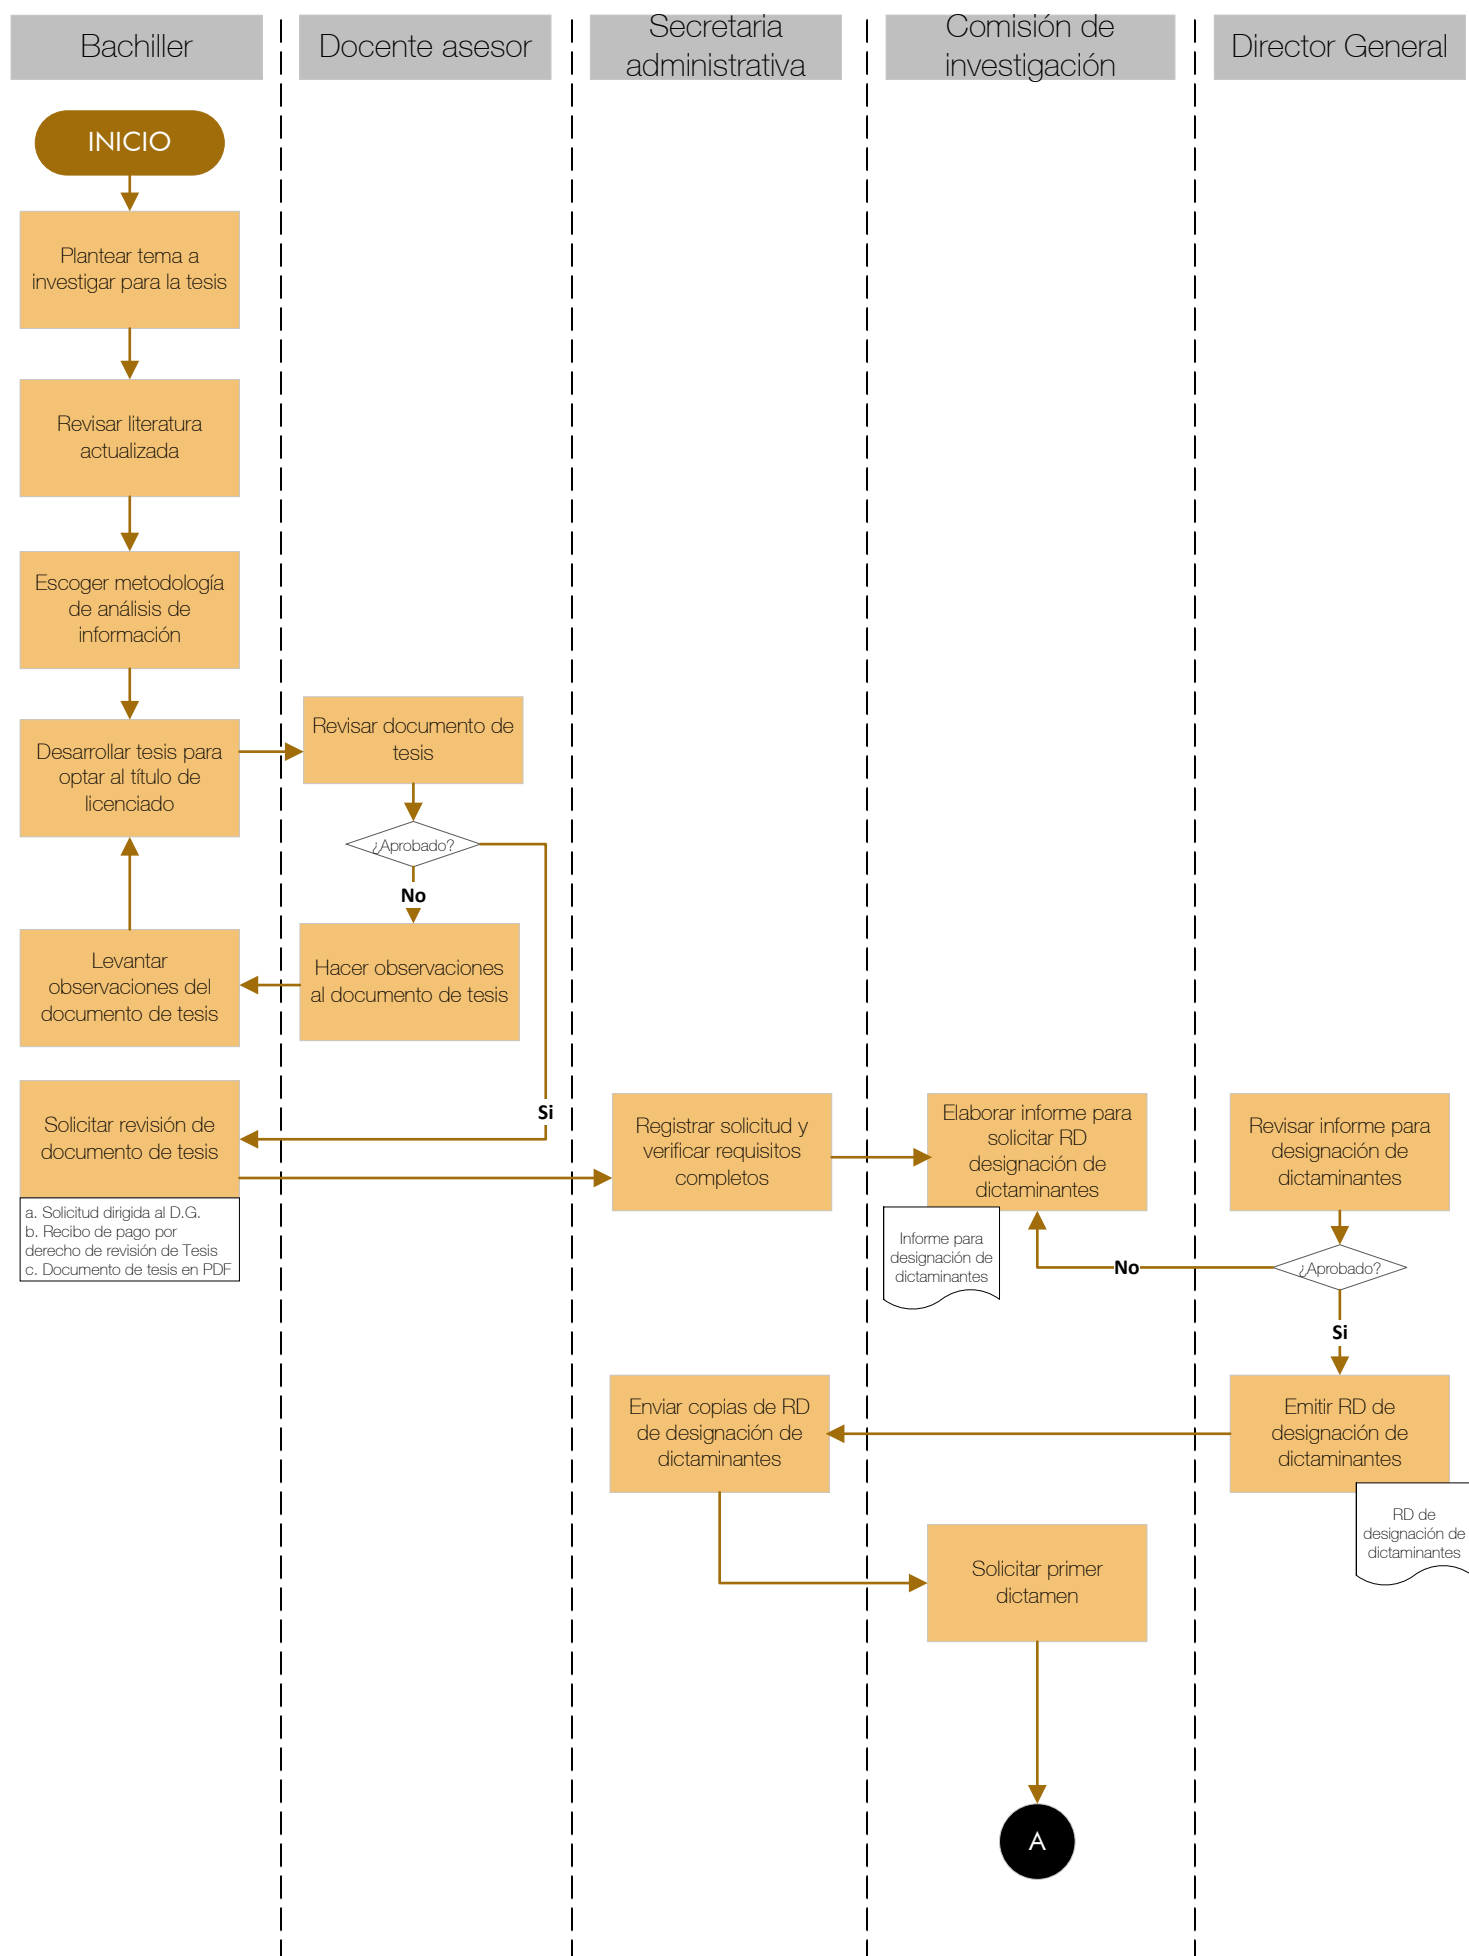 Bachiller
Docente asesor
Secretaria
administrativa
Comisión de
investigación
Director General
INICIO
Plantear tema a
investigar para la tesis
Revisar literatura
actualizada
Escoger metodología
de análisis de
información
Desarrollar tesis para
optar al título de
licenciado
Revisar documento de
tesis
¿Aprobado?
No
Hacer observaciones
al documento de tesis
Levantar
observaciones del
documento de tesis
Si
Solicitar revisión de
documento de tesis
a. Solicitud dirigida al D.G.
b. Recibo de pago por
derecho de revisión de Tesis
c. Documento de tesis en PDF
Registrar solicitud y
verificar requisitos
completos
Elaborar informe para
solicitar RD
designación de
dictaminantes
Informe para
designación de
dictaminantes
Revisar informe para
designación de
dictaminantes
¿Aprobado?
No
Si
Emitir RD de
designación de
dictaminantes
RD de
designación de
dictaminantes
Enviar copias de RD
de designación de
dictaminantes
Solicitar primer
dictamen
A